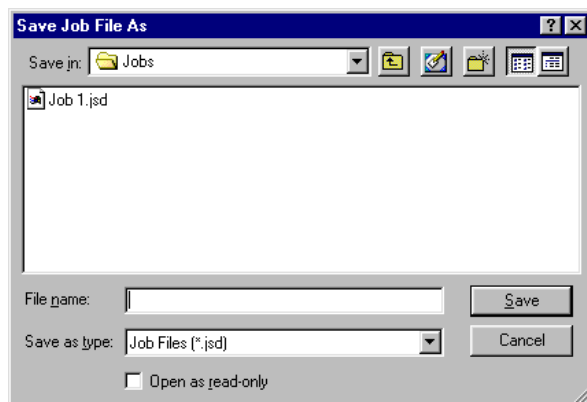 Save Job File As
Save in: Jobs
Job 1.jsd
File name: Save
Save as type: Job Files (*.jsd) Cancel
Open as read-only